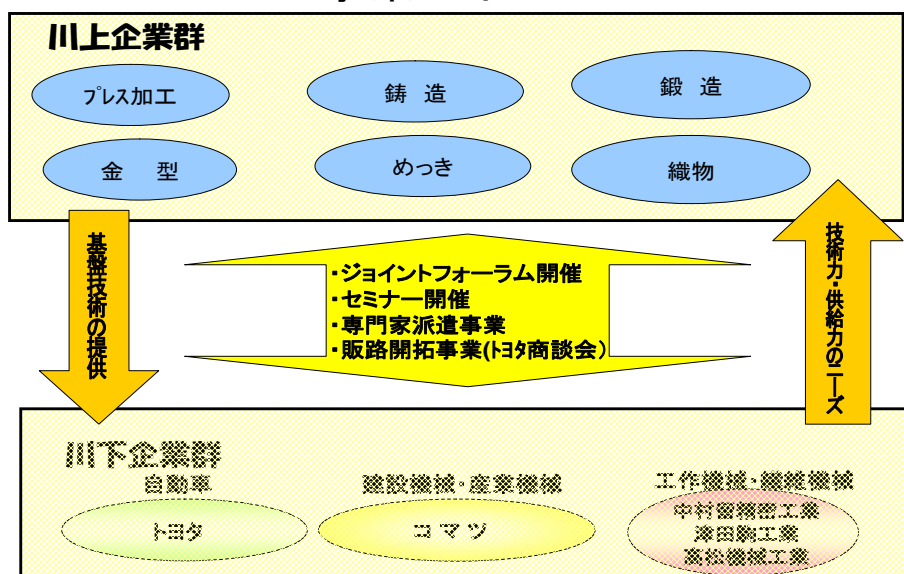 川上企業群
プレス加工
鋳 造
鍛 造
金 型
めっき
織物
基盤技術の提供
・ジョイントフォーラム開催
・セミナー開催
・専門家派遣事業
・販路開拓事業(トヨタ商談会)
技術力・供給力のニーズ
川下企業群
自動車
建設機械・産業機械
工作機械・繊維機械
トヨタ
コマツ
中村留精密工業
津田駒工業
高松機械工業